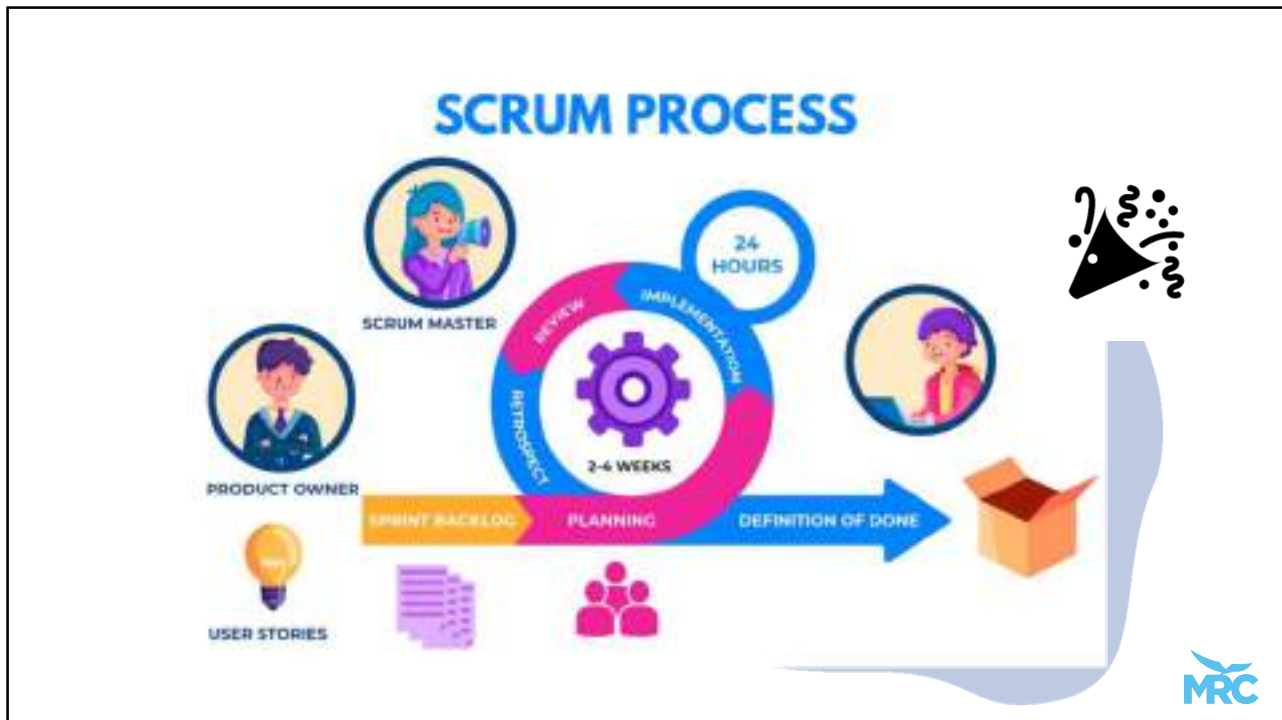 SCRUM PROCESS
24
HOURS
SCRUM MASTER
REVIEW
IMPLEMENTATION
RETROSPECT
2-4 WEEKS
PRODUCT OWNER
SPRINT BACKLOG
PLANNING
DEFINITION OF DONE
USER STORIES
MRC